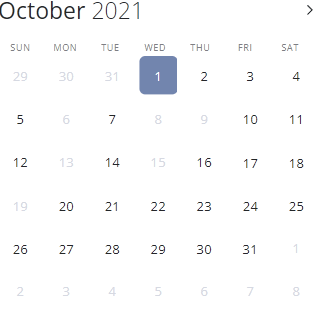 October 2021
SUN MON TUE WED THU FRI SAT
29 30 31 1 2 3 4
5 6 7 8 9 10 11
12 13 14 15 16 17 18
19 20 21 22 23 24 25
26 27 28 29 30 31 1
2 3 4 5 6 7 8